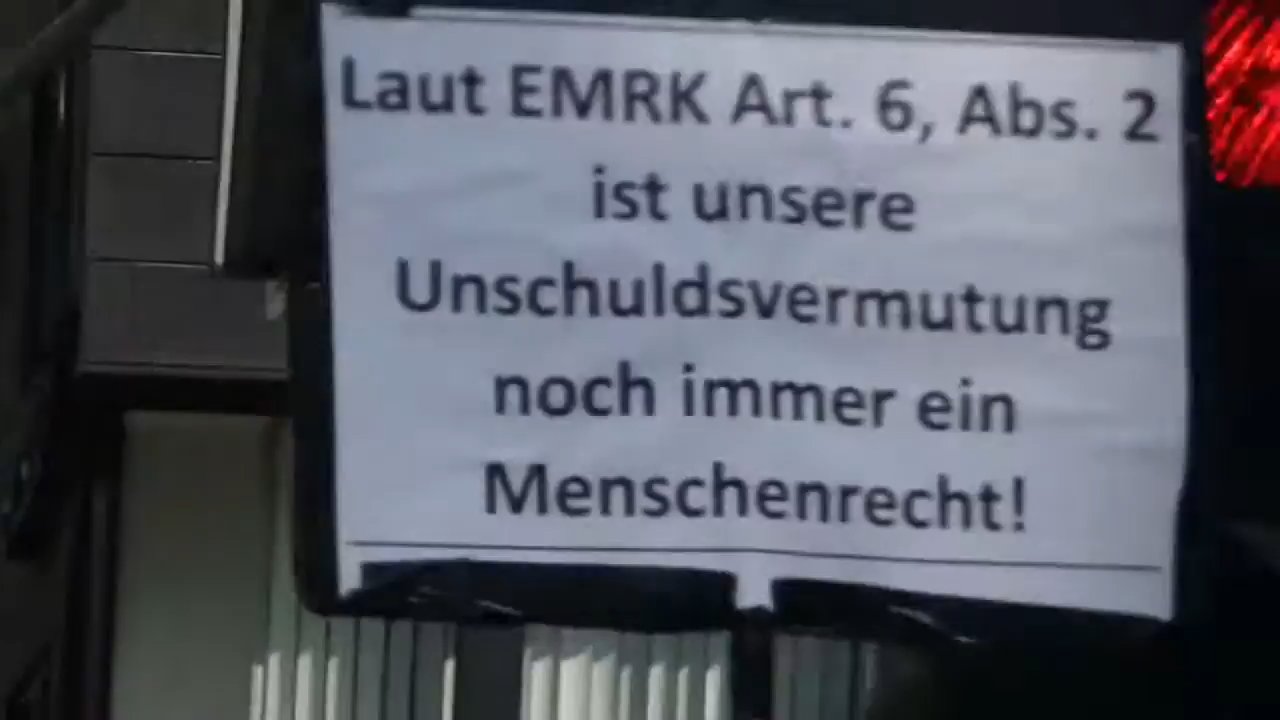 Laut EMRK Art. 6, Abs. 2
ist unsere
Unschuldsvermutung
noch immer ein
Menschenrecht!